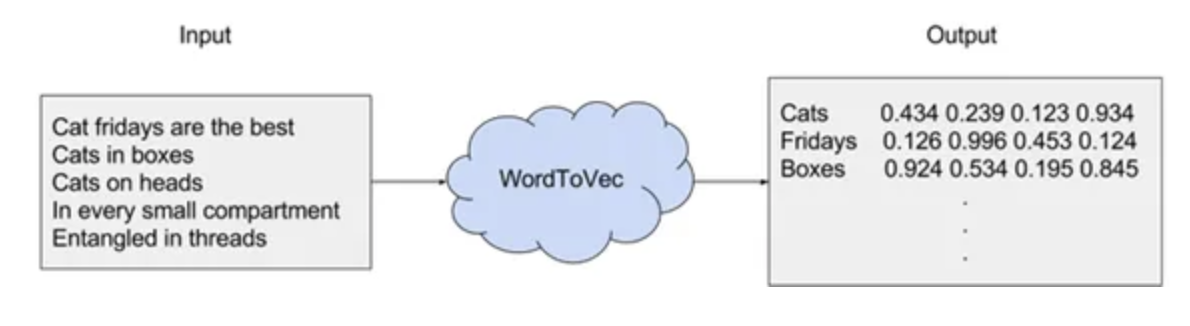 Input
Output
Cat fridays are the best
Cats in boxes
Cats on heads
In every small compartment
Entangled in threads
WordToVec
Cats 0.434 0.239 0.123 0.934
Fridays 0.126 0.996 0.453 0.124
Boxes 0.924 0.534 0.195 0.845
.
.
.